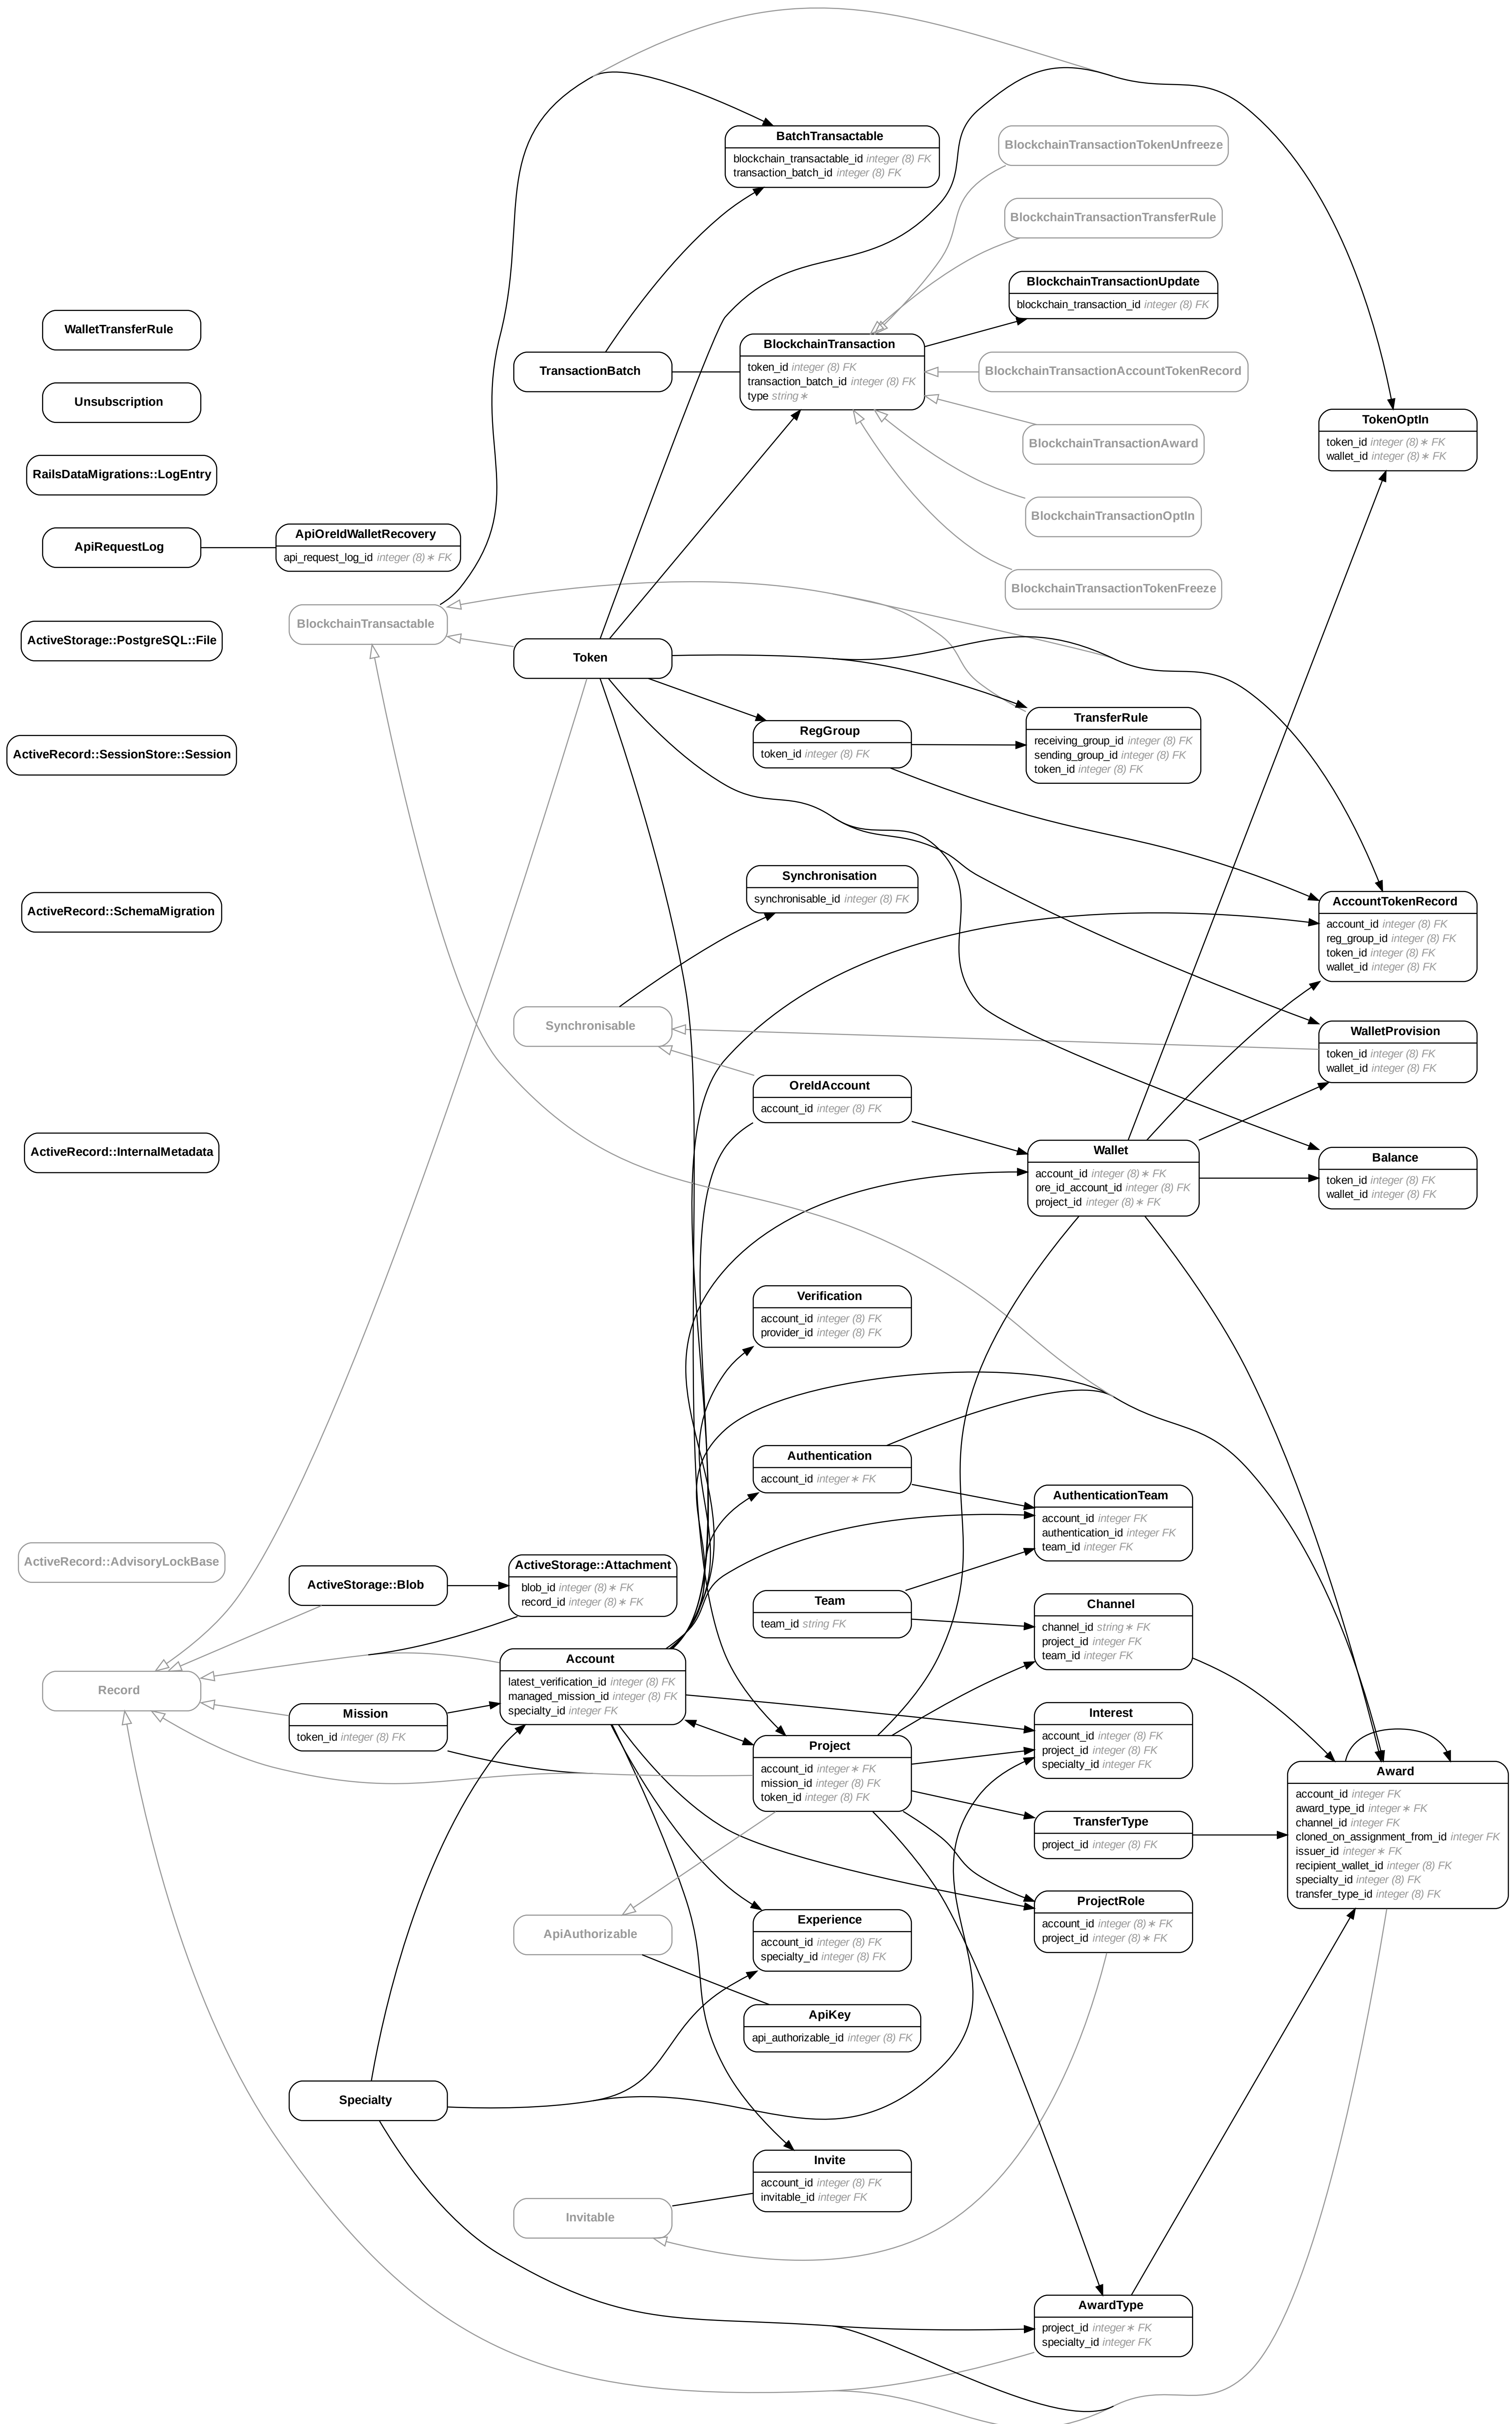 BatchTransactable
blockchain_transactable_id integer (8) FK
transaction_batch_id integer (8) FK
BlockchainTransactionTokenUnfreeze
BlockchainTransactionTransferRule
BlockchainTransactionUpdate
blockchain_transaction_id integer (8) FK
WalletTransferRule
BlockchainTransaction
token_id integer (8) FK
transaction_batch_id integer (8) FK
type string ∗
TransactionBatch
BlockchainTransactionAccountTokenRecord
Unsubscription
TokenOptIn
token_id integer (8) ∗ FK
wallet_id integer (8) ∗ FK
BlockchainTransactionAward
RailsDataMigrations::LogEntry
BlockchainTransactionOptIn
ApiRequestLog
ApiOreIdWalletRecovery
api_request_log_id integer (8) ∗ FK
BlockchainTransactionTokenFreeze
BlockchainTransactable
ActiveStorage::PostgreSQL::File
Token
RegGroup
token_id integer (8) FK
TransferRule
receiving_group_id integer (8) FK
sending_group_id integer (8) FK
token_id integer (8) FK
ActiveRecord::SessionStore::Session
Synchronisation
synchronisable_id integer (8) FK
ActiveRecord::SchemaMigration
AccountTokenRecord
account_id integer (8) FK
reg_group_id integer (8) FK
token_id integer (8) FK
wallet_id integer (8) FK
Synchronisable
WalletProvision
token_id integer (8) FK
wallet_id integer (8) FK
OreIdAccount
account_id integer (8) FK
ActiveRecord::InternalMetadata
Wallet
account_id integer (8) ∗ FK
ore_id_account_id integer (8) FK
project_id integer (8) ∗ FK
Balance
token_id integer (8) FK
wallet_id integer (8) FK
Verification
account_id integer (8) FK
provider_id integer (8) FK
Authentication
account_id integer ∗ FK
AuthenticationTeam
account_id integer FK
authentication_id integer FK
team_id integer FK
ActiveRecord::AdvisoryLockBase
ActiveStorage::Blob
ActiveStorage::Attachment
blob_id integer (8) ∗ FK
record_id integer (8) ∗ FK
Team
team_id string FK
Channel
channel_id string ∗ FK
project_id integer FK
team_id integer FK
Record
Account
latest_verification_id integer (8) FK
managed_mission_id integer (8) FK
specialty_id integer FK
Mission
token_id integer (8) FK
Interest
account_id integer (8) FK
project_id integer (8) FK
specialty_id integer FK
Project
account_id integer ∗ FK
mission_id integer (8) FK
token_id integer (8) FK
Award
account_id integer FK
award_type_id integer ∗ FK
channel_id integer FK
cloned_on_assignment_from_id integer FK
issuer_id integer ∗ FK
recipient_wallet_id integer (8) FK
specialty_id integer (8) FK
transfer_type_id integer (8) FK
TransferType
project_id integer (8) FK
ProjectRole
account_id integer (8) ∗ FK
project_id integer (8) ∗ FK
ApiAuthorizable
Experience
account_id integer (8) FK
specialty_id integer (8) FK
ApiKey
api_authorizable_id integer (8) FK
Specialty
Invite
account_id integer (8) FK
invitable_id integer FK
Invitable
AwardType
project_id integer ∗ FK
specialty_id integer FK